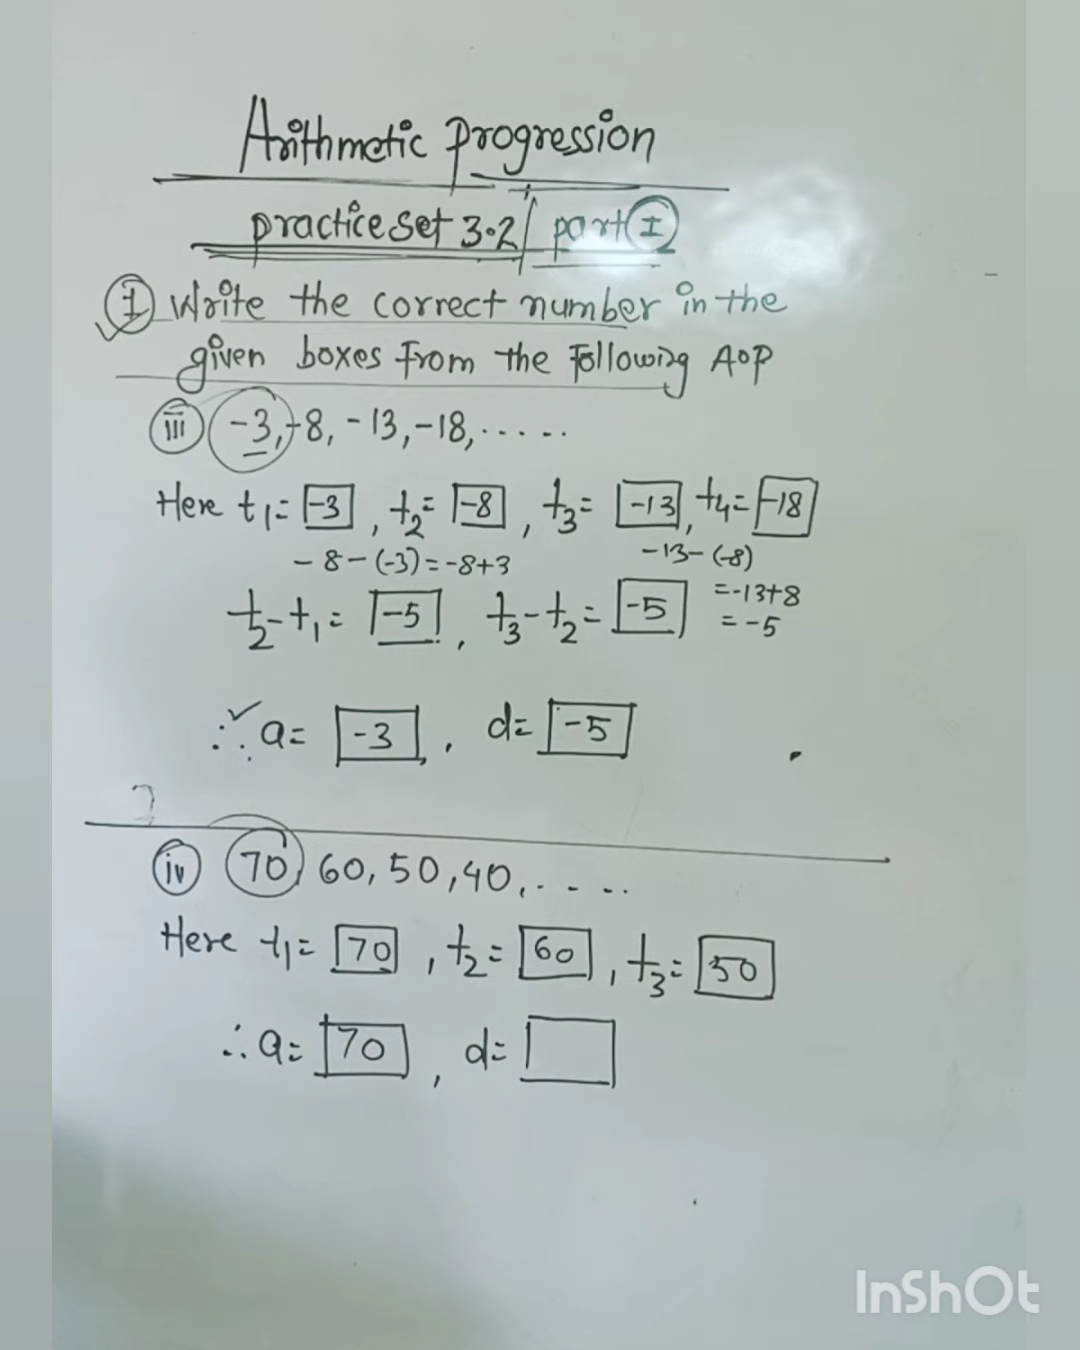 Arithmetic progression
practice set 3.2 / part I
I Write the correct number in the
given boxes from the following A.P
iii -3, -8, -13, -18, .....
Here t1= -3 , t2= -8 , t3= -13 , t4= -18
-8-(-3)=-8+3 -13-(-8)
=-13+8
t2-t1= -5 , t3-t2= -5 =-5
∴ a= -3 , d= -5
iv 70, 60, 50, 40, .....
Here t1= 70 , t2= 60 , t3= 50
∴ a= 70 , d=
InShOt